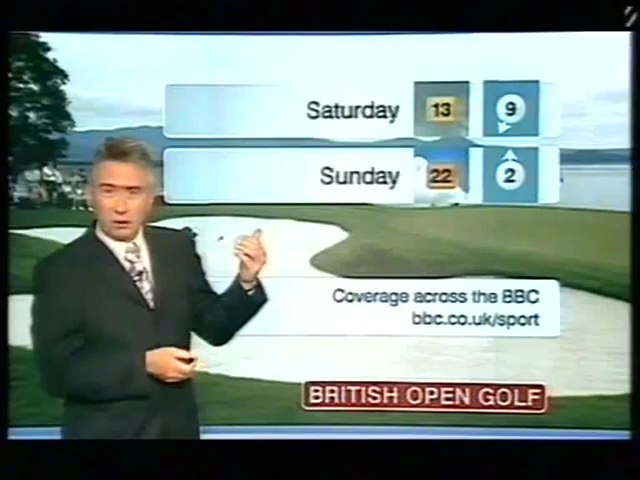 Saturday 13 9
Sunday 22 2
Coverage across the BBC
bbc.co.uk/sport
BRITISH OPEN GOLF